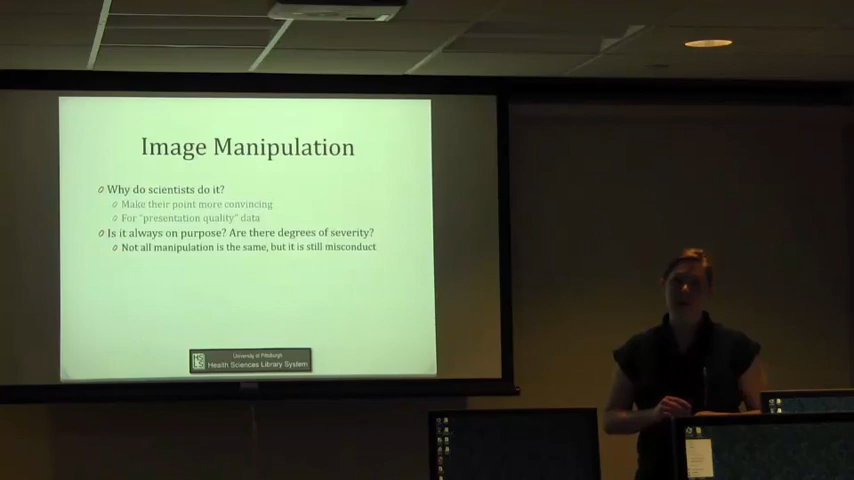 Image Manipulation
Why do scientists do it?
Make their point more convincing
For "presentation quality" data
Is it always on purpose? Are there degrees of severity?
Not all manipulation is the same, but it is still misconduct
University of Pittsburgh
Health Sciences Library System